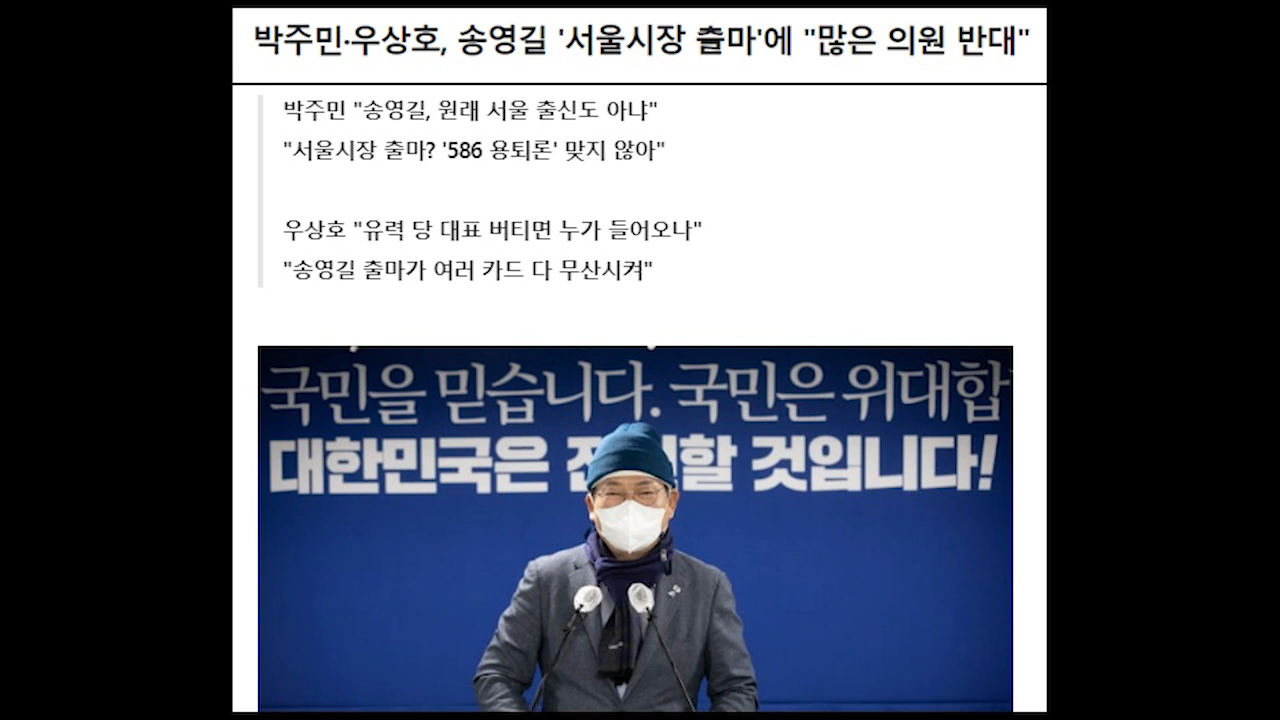 박주민·우상호, 송영길 '서울시장 출마'에 "많은 의원 반대"
박주민 "송영길, 원래 서울 출신도 아냐"
"서울시장 출마? '586 용퇴론' 맞지 않아"
우상호 "유력 당 대표 버티면 누가 들어오나"
"송영길 출마가 여러 카드 다 무산시켜"
국민을 믿습니다. 국민은 위대합
대한민국은 할 것입니다!